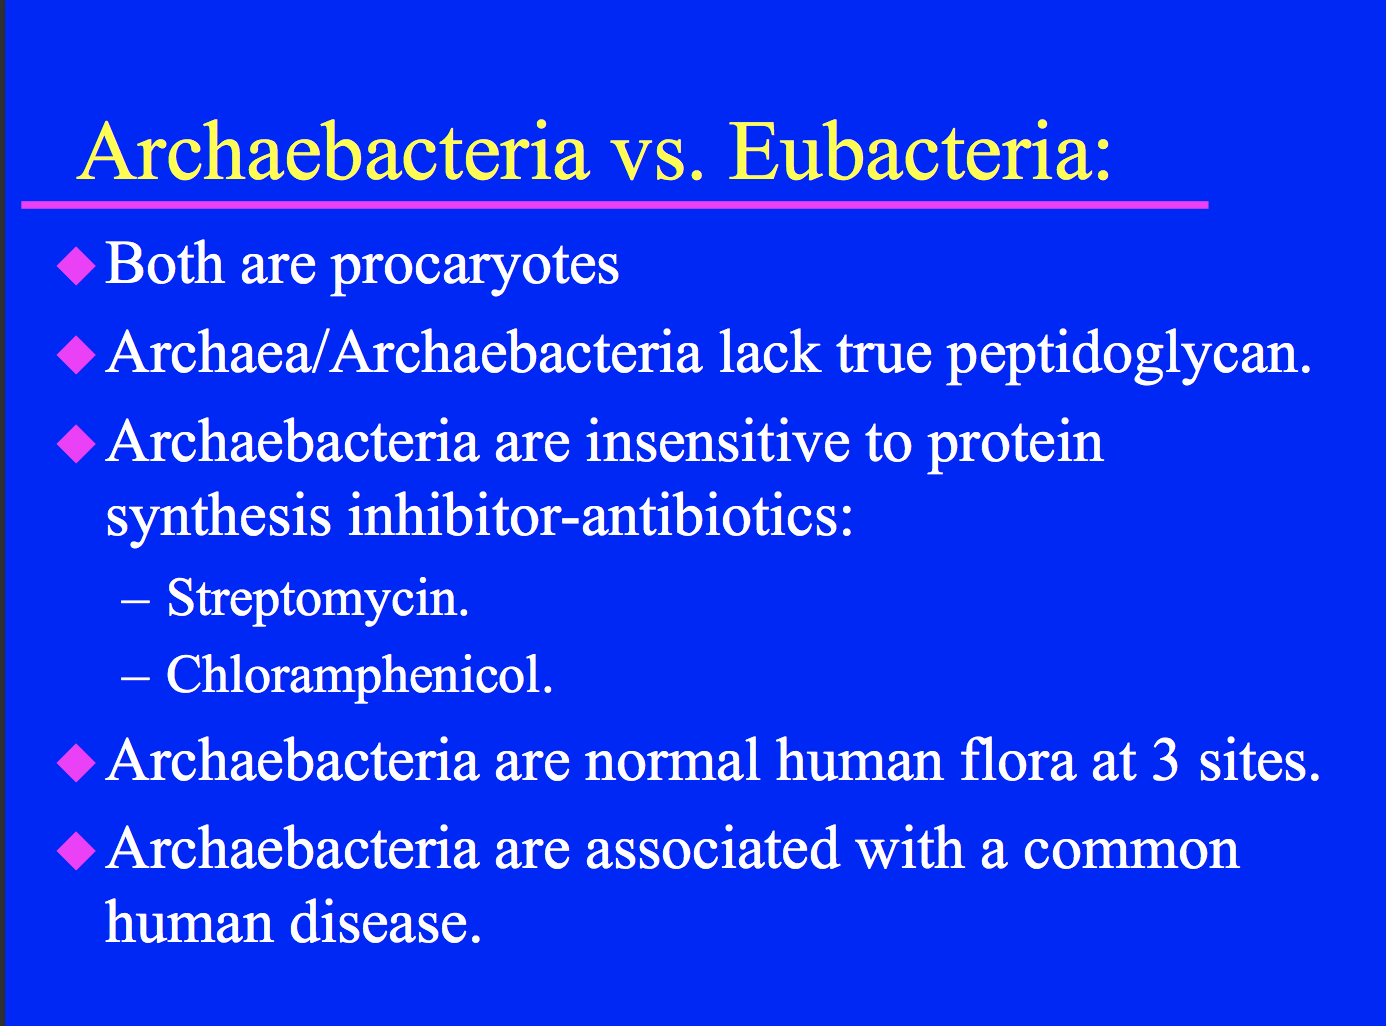 Archaebacteria vs. Eubacteria:
Both are procaryotes
Archaea/Archaebacteria lack true peptidoglycan.
Archaebacteria are insensitive to protein
synthesis inhibitor-antibiotics:
– Streptomycin.
– Chloramphenicol.
Archaebacteria are normal human flora at 3 sites.
Archaebacteria are associated with a common
human disease.